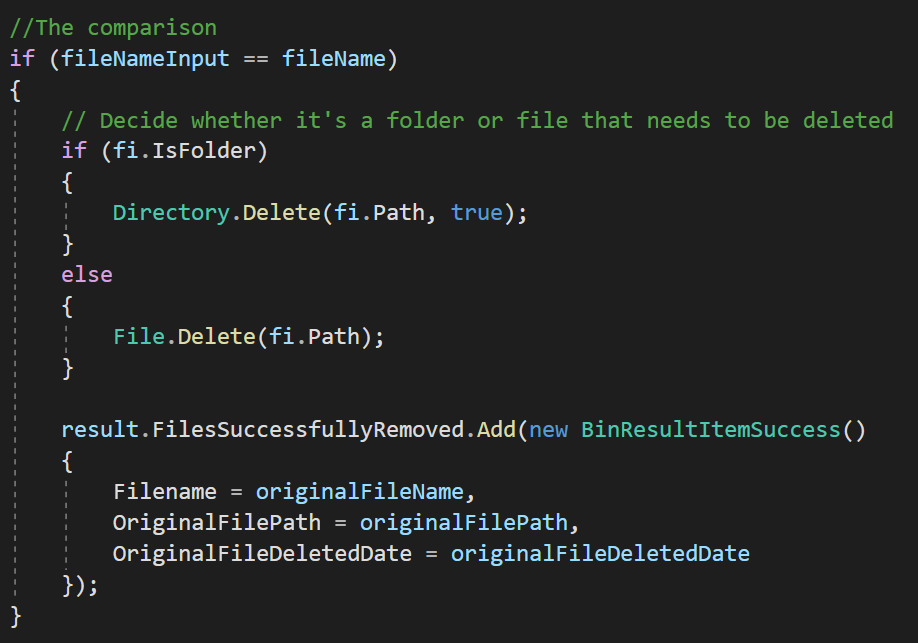 //The comparison
if (fileNameInput == fileName)
{
// Decide whether it's a folder or file that needs to be deleted
if (fi.IsFolder)
{
Directory.Delete(fi.Path, true);
}
else
{
File.Delete(fi.Path);
}
result.FilesSuccessfullyRemoved.Add(new BinResultItemSuccess()
{
Filename = originalFileName,
OriginalFilePath = originalFilePath,
OriginalFileDeletedDate = originalFileDeletedDate
});
}